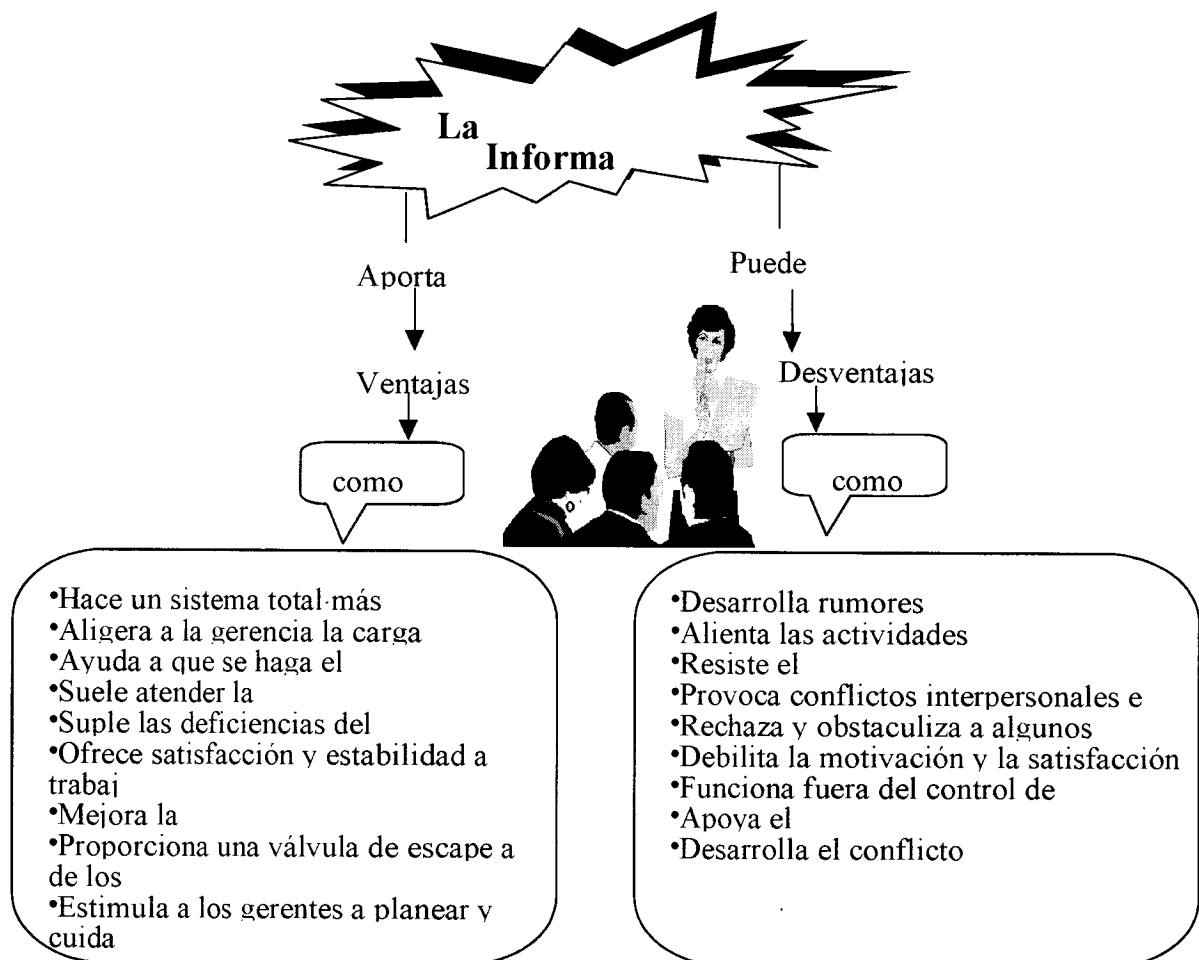 La
Informa
Aporta
Puede
Ventajas
Desventajas
como
como
•Hace un sistema total más
•Aligera a la gerencia la carga
•Ayuda a que se haga el
•Suele atender la
•Suple las deficiencias del
•Ofrece satisfacción y estabilidad a
trabaj
•Mejora la
•Proporciona una válvula de escape a
de los
•Estimula a los gerentes a planear y
cuida
•Desarrolla rumores
•Alienta las actividades
•Resiste el
•Provoca conflictos interpersonales e
•Rechaza y obstaculiza a algunos
•Debilita la motivación y la satisfacción
•Funciona fuera del control de
•Apoya el
•Desarrolla el conflicto